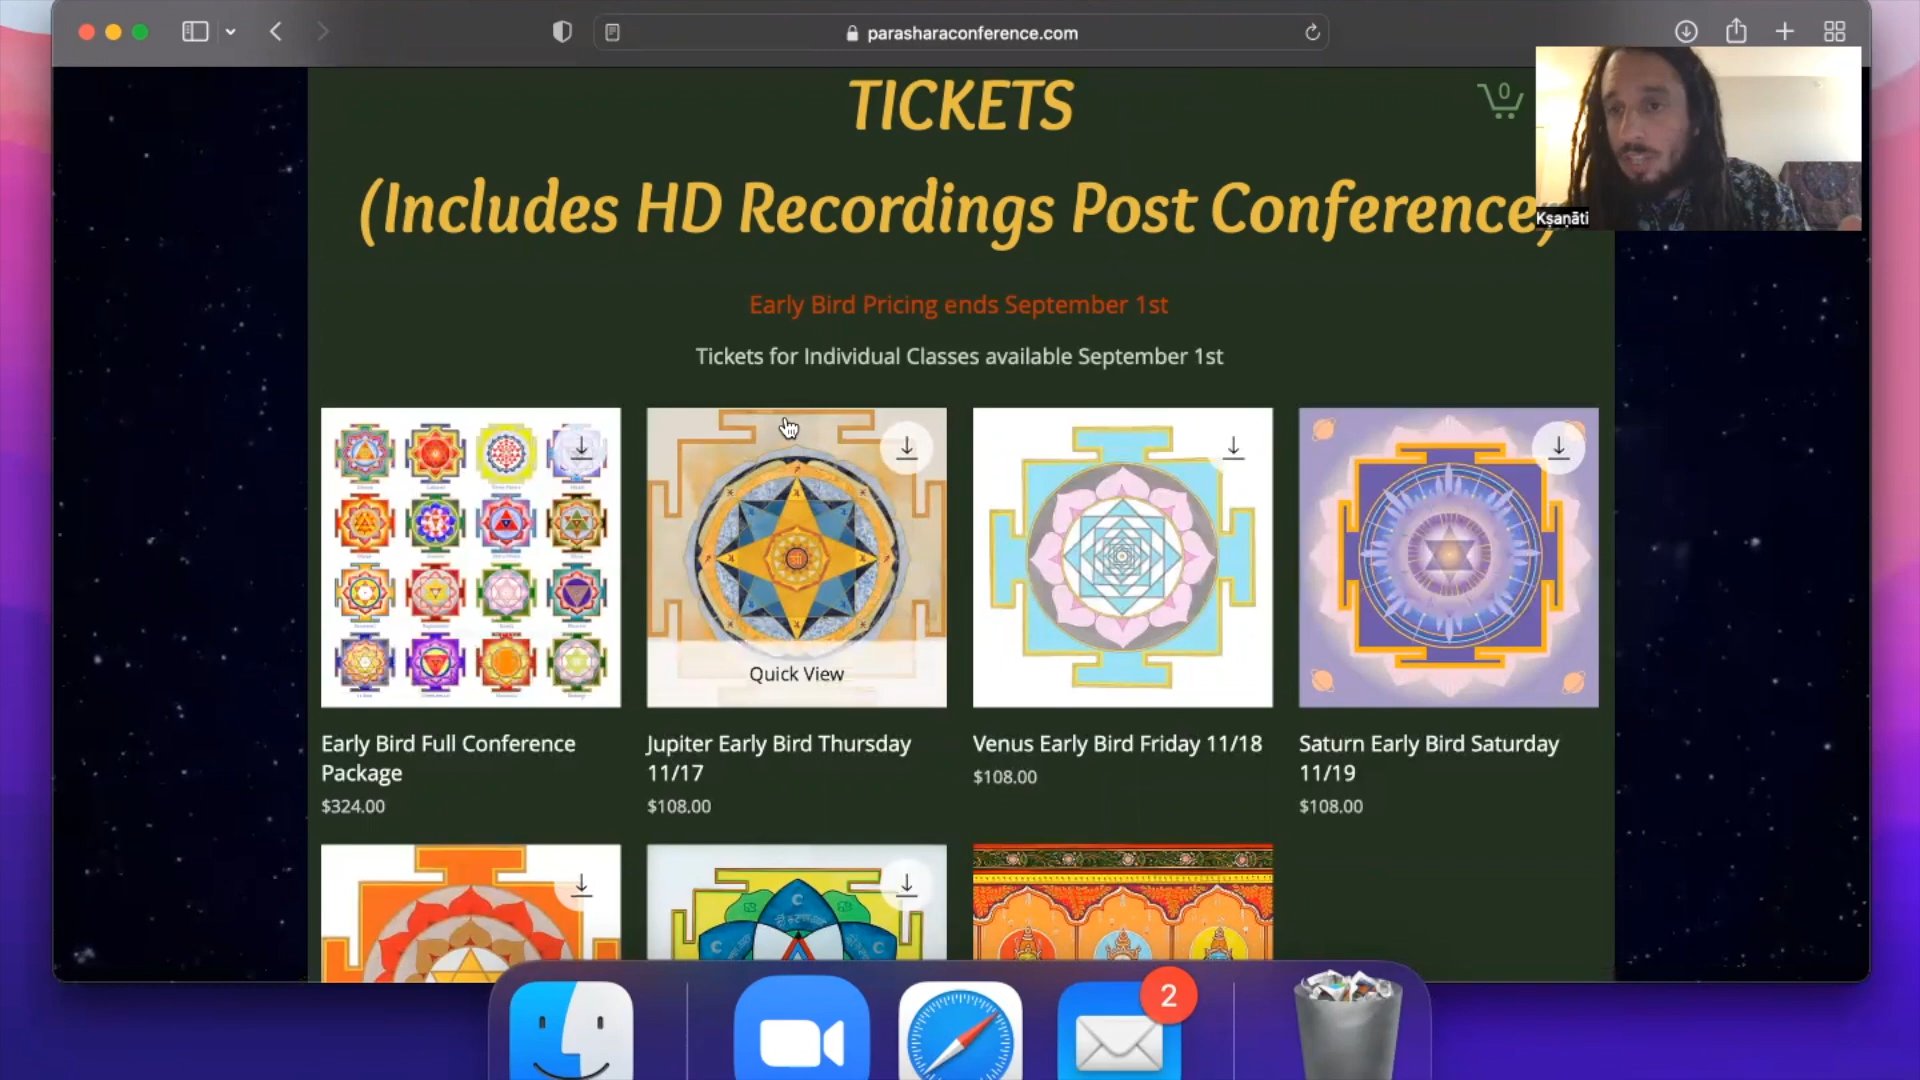 parasharaconference.com
TICKETS
0
(Includes HD Recordings Post Conference)
Kṣaṇāti
Early Bird Pricing ends September 1st
Tickets for Individual Classes available September 1st
Quick View
Early Bird Full Conference
Package
$324.00
Jupiter Early Bird Thursday
11/17
$108.00
Venus Early Bird Friday 11/18
$108.00
Saturn Early Bird Saturday
11/19
$108.00
2